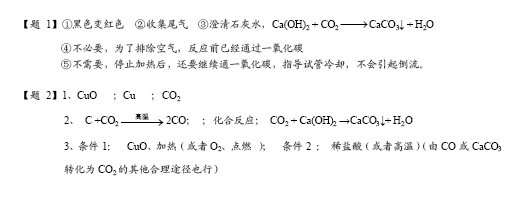 【题 1】①黑色变红色 ②收集尾气 ③澄清石灰水，Ca(OH)₂ + CO₂ ⟶ CaCO₃↓ + H₂O
④不必要，为了排除空气，反应前已经通过一氧化碳
⑤不需要，停止加热后，还要继续通一氧化碳，指导试管冷却，不会引起倒流。
【题 2】1、CuO ；Cu ；CO₂
2、 C +CO₂ 高温⟶ 2CO； ；化合反应； CO₂ + Ca(OH)₂ →CaCO₃↓+ H₂O
3、条件 1： CuO、加热（或者 O₂、点燃 ）； 条件 2 ： 稀盐酸（或者高温）（由 CO 或 CaCO₃
转化为 CO₂ 的其他合理途径也行）